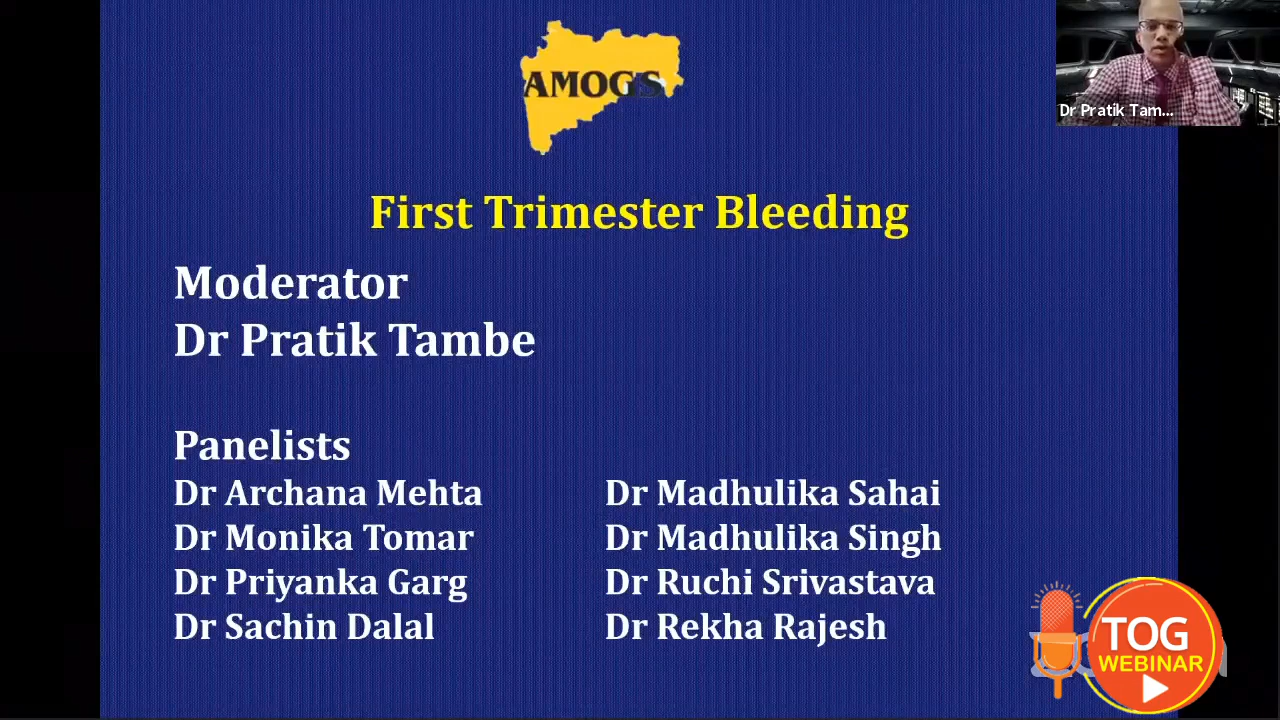 AMOGS
Dr Pratik Tam...
First Trimester Bleeding
Moderator
Dr Pratik Tambe
Panelists
Dr Archana Mehta
Dr Madhulika Sahai
Dr Monika Tomar
Dr Madhulika Singh
Dr Priyanka Garg
Dr Ruchi Srivastava
Dr Sachin Dalal
Dr Rekha Rajesh
TOG
WEBINAR